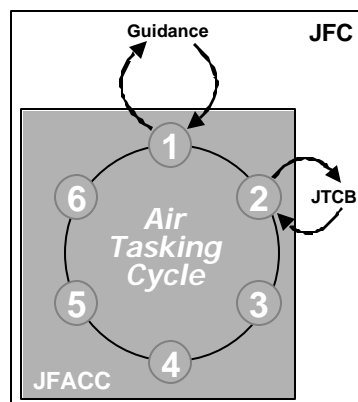 Guidance
JFC
1
6
2
JTCB
Air
Tasking
Cycle
5
3
4
JFACC